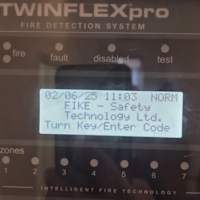 TWINFLEXpro
FIRE DETECTION SYSTEM
fire fault disabled test
02/06/25 11:03 NORM
FIKE - Safety
Technology Ltd.
Turn Key/Enter Code
zones
1 2 3 4 5 6 7
INTELLIGENT FIRE TECHNOLOGY